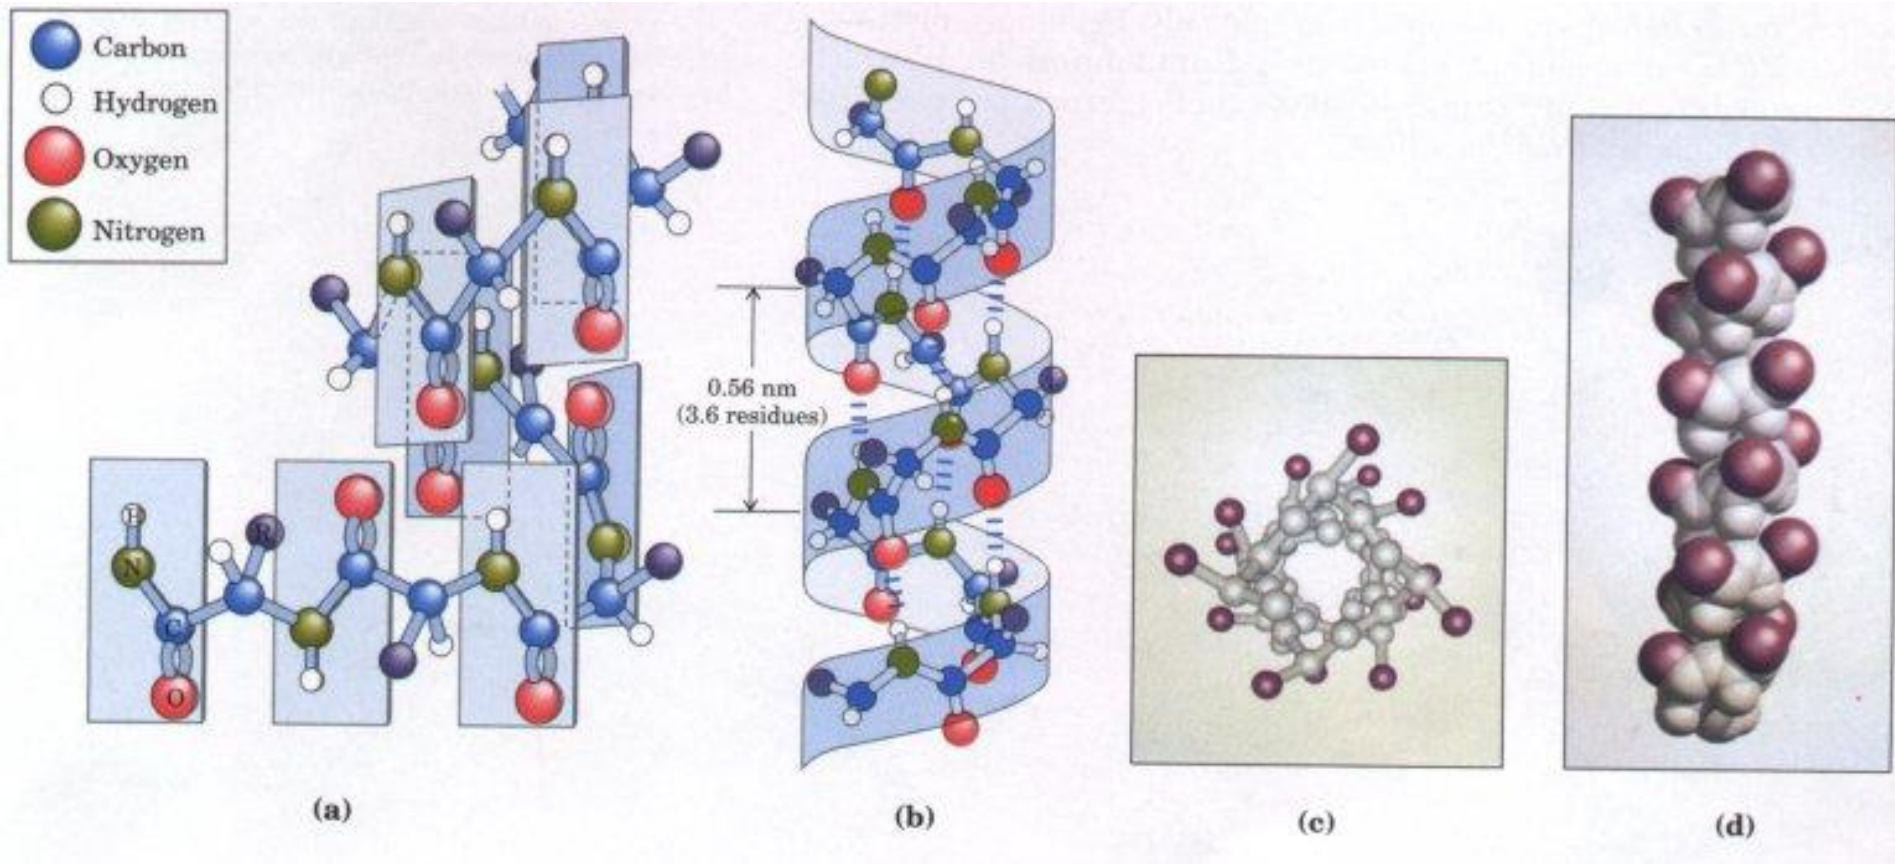 Carbon
Hydrogen
Oxygen
Nitrogen
0.56 nm
(3.6 residues)
H
N
R
C
O
(a)
(b)
(c)
(d)